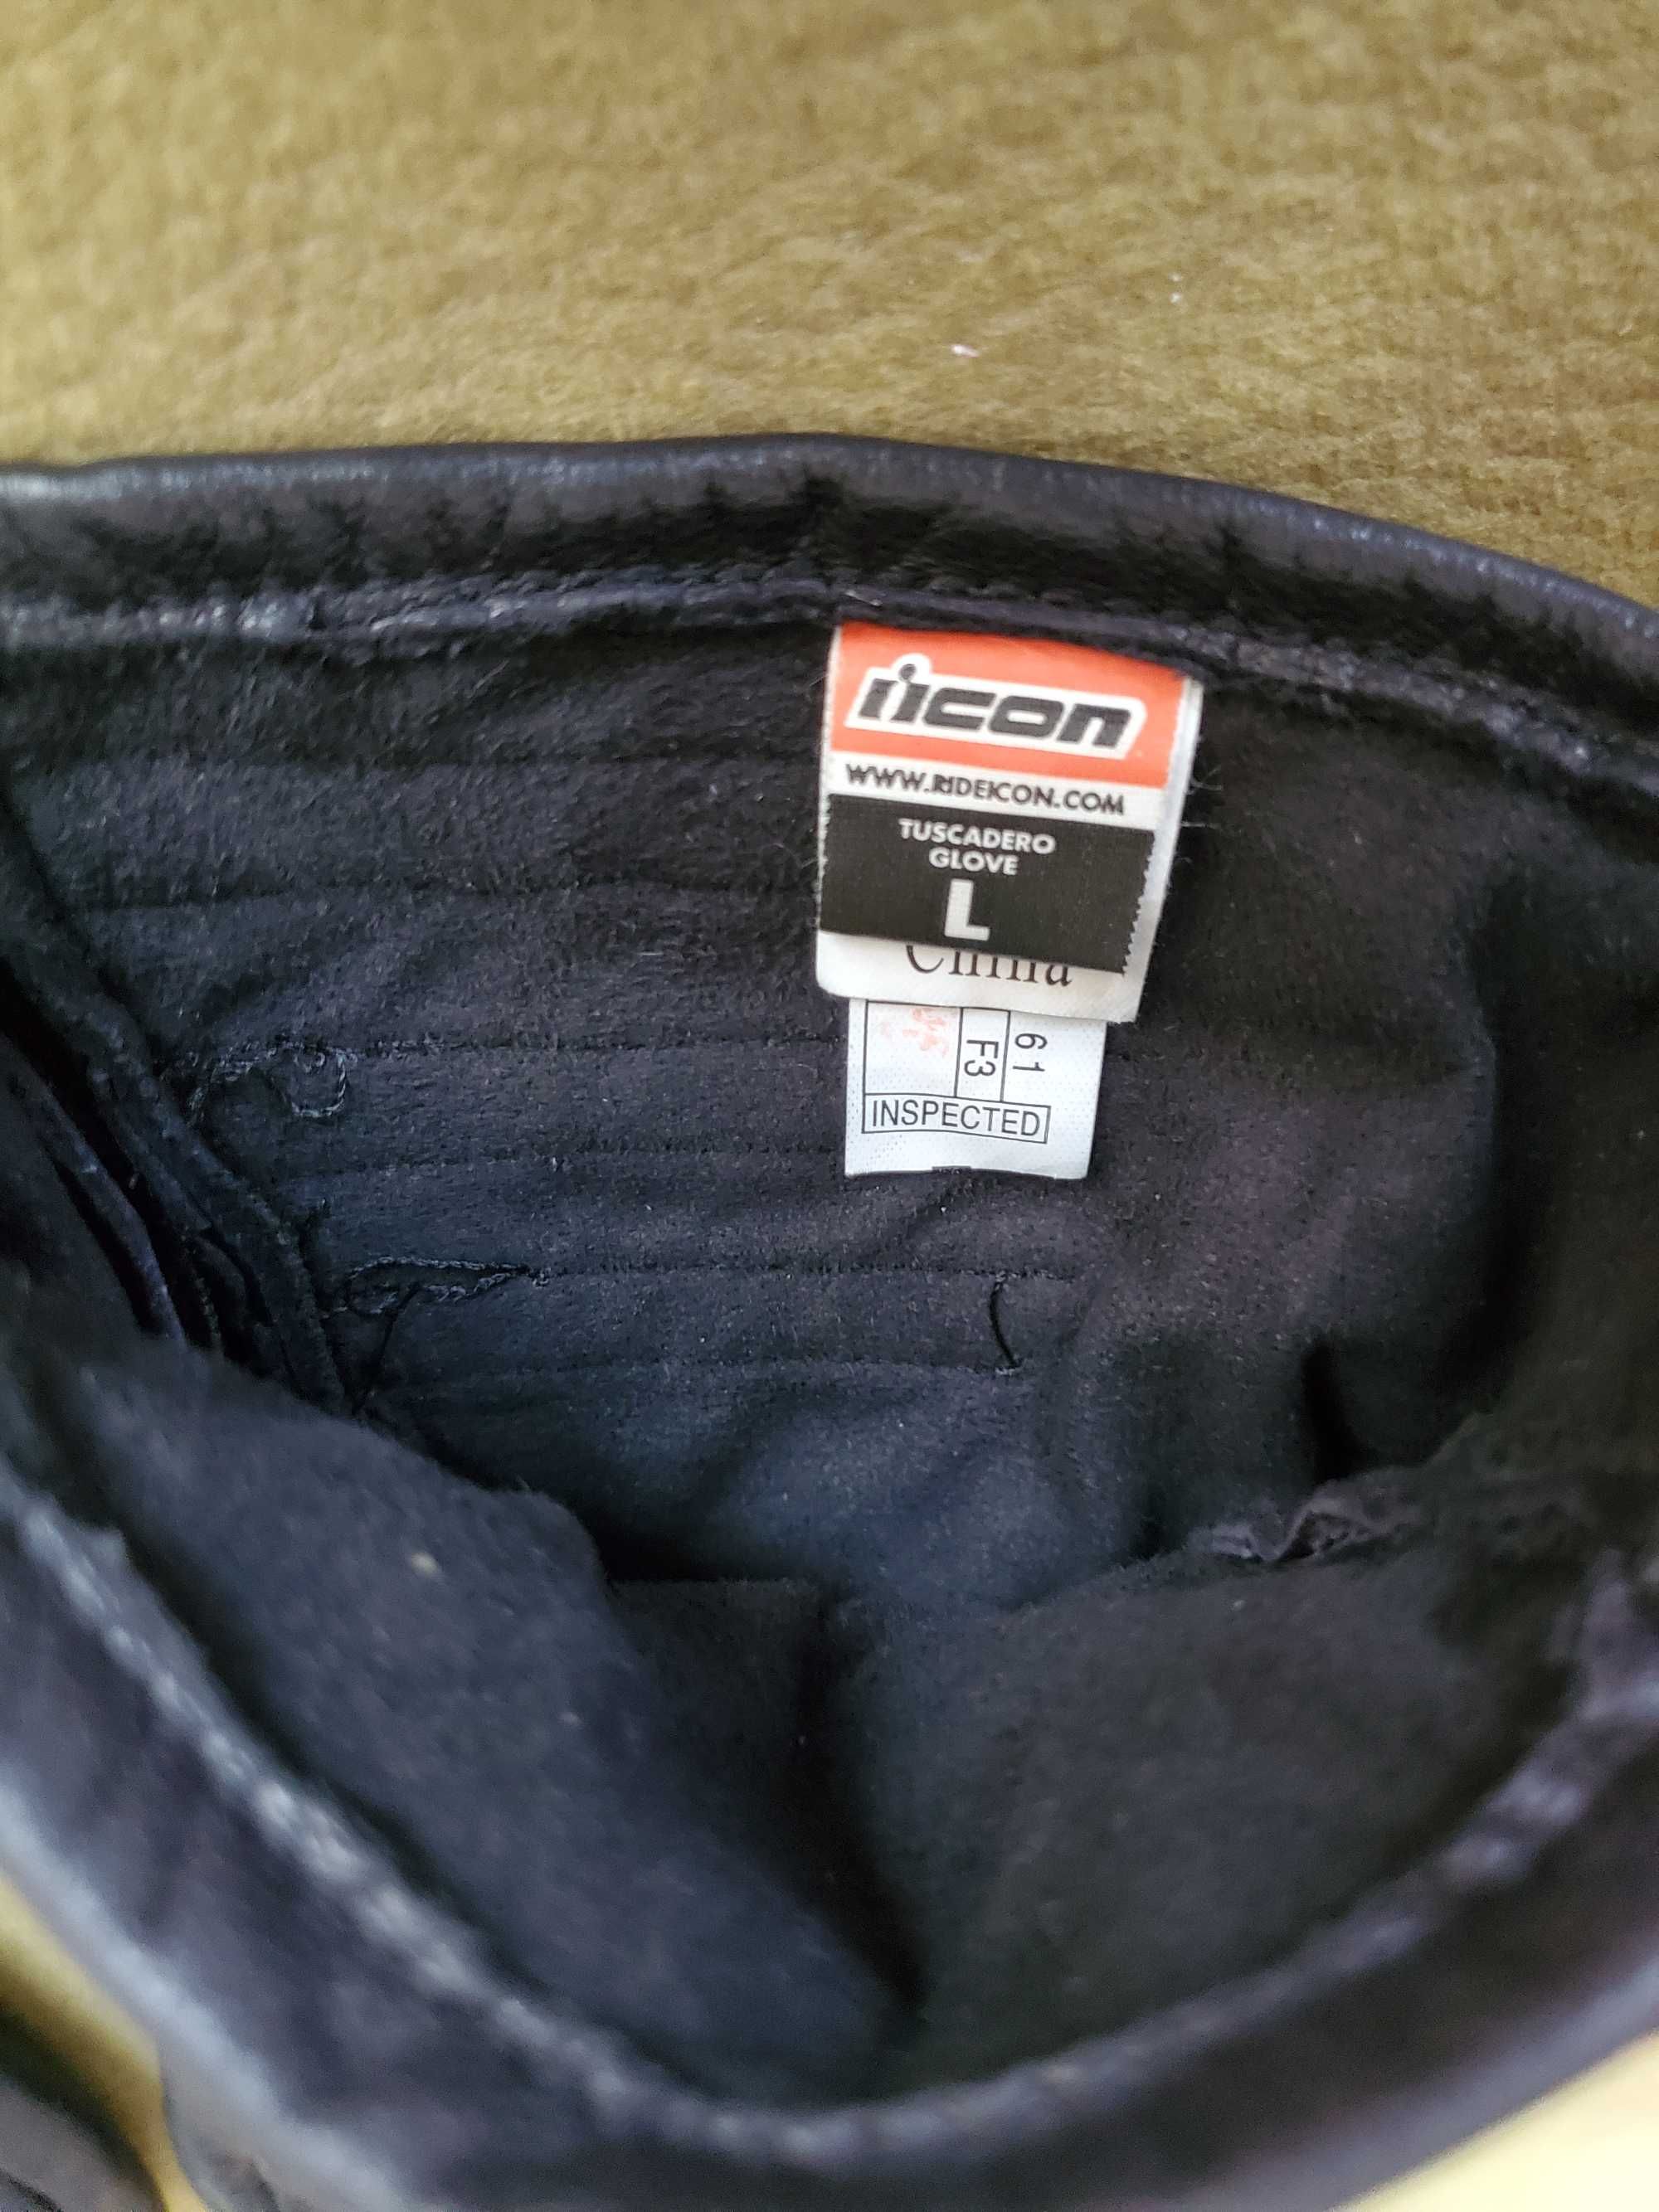 icon
WWW.RIDEICON.COM
TUSCADERO
GLOVE
L
China
61
F3
INSPECTED